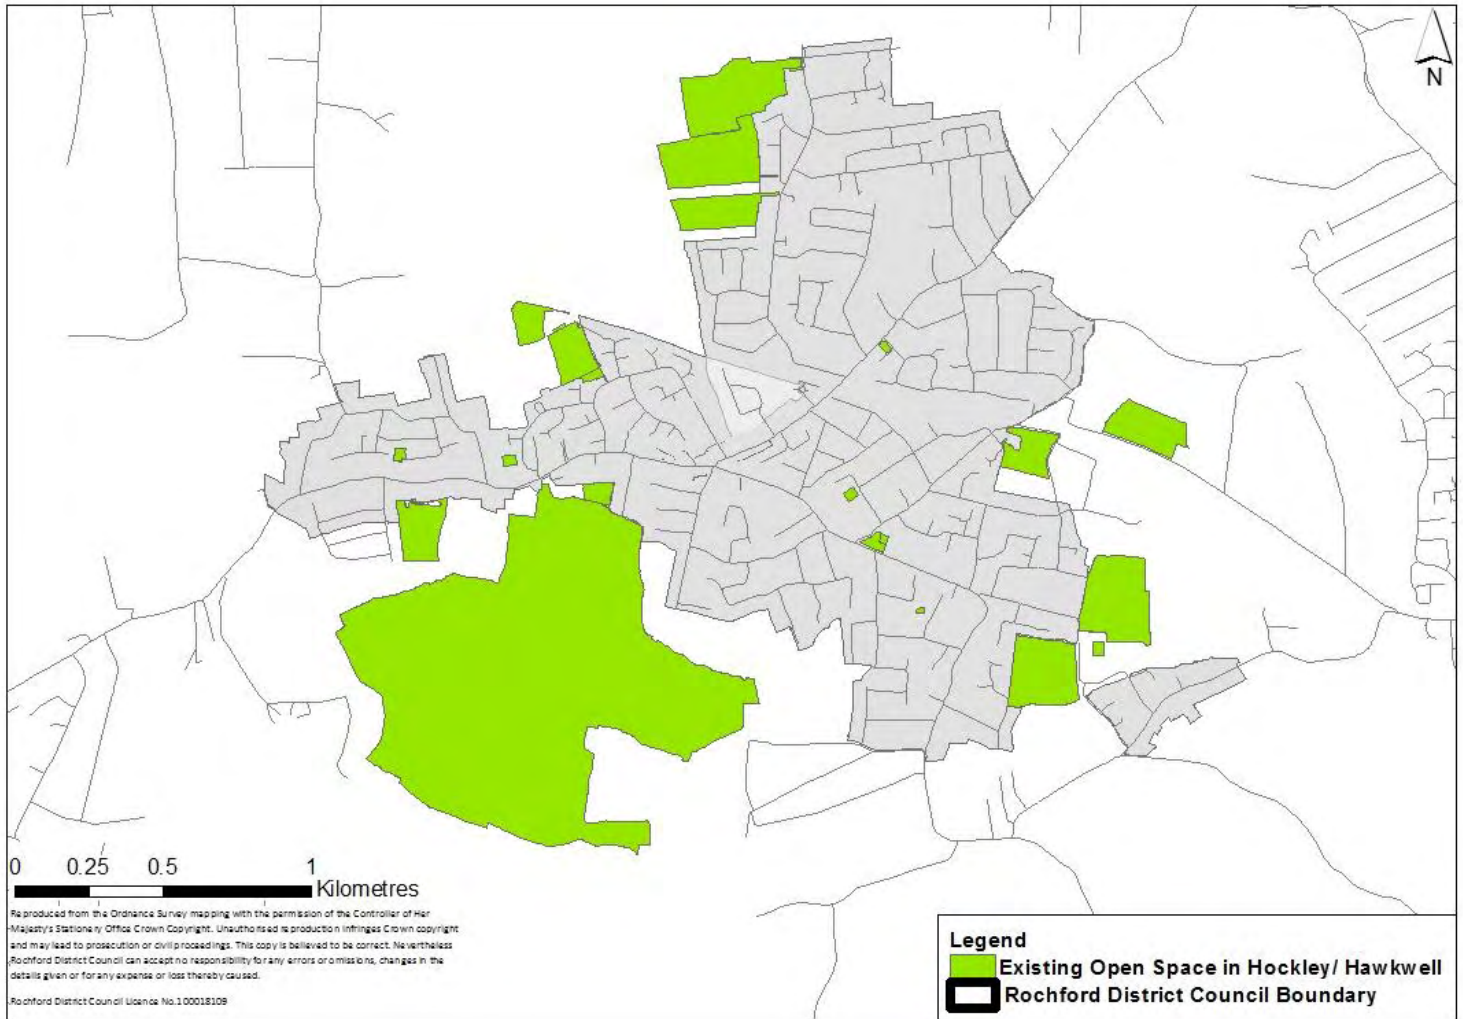 N
0 0.25 0.5 1
Kilometres
Reproduced from the Ordnance Survey mapping with the permission of the Controller of Her
Majesty's Stationery Office Crown Copyright. Unauthorised reproduction infringes Crown copyright
and may lead to prosecution or civil proceedings. This copy is believed to be correct. Nevertheless
Rochford District Council can accept no responsibility for any errors or omissions, changes in the
details given or for any expense or loss thereby caused.
Rochford District Council Licence No.100018109
Legend
Existing Open Space in Hockley/ Hawkwell
Rochford District Council Boundary